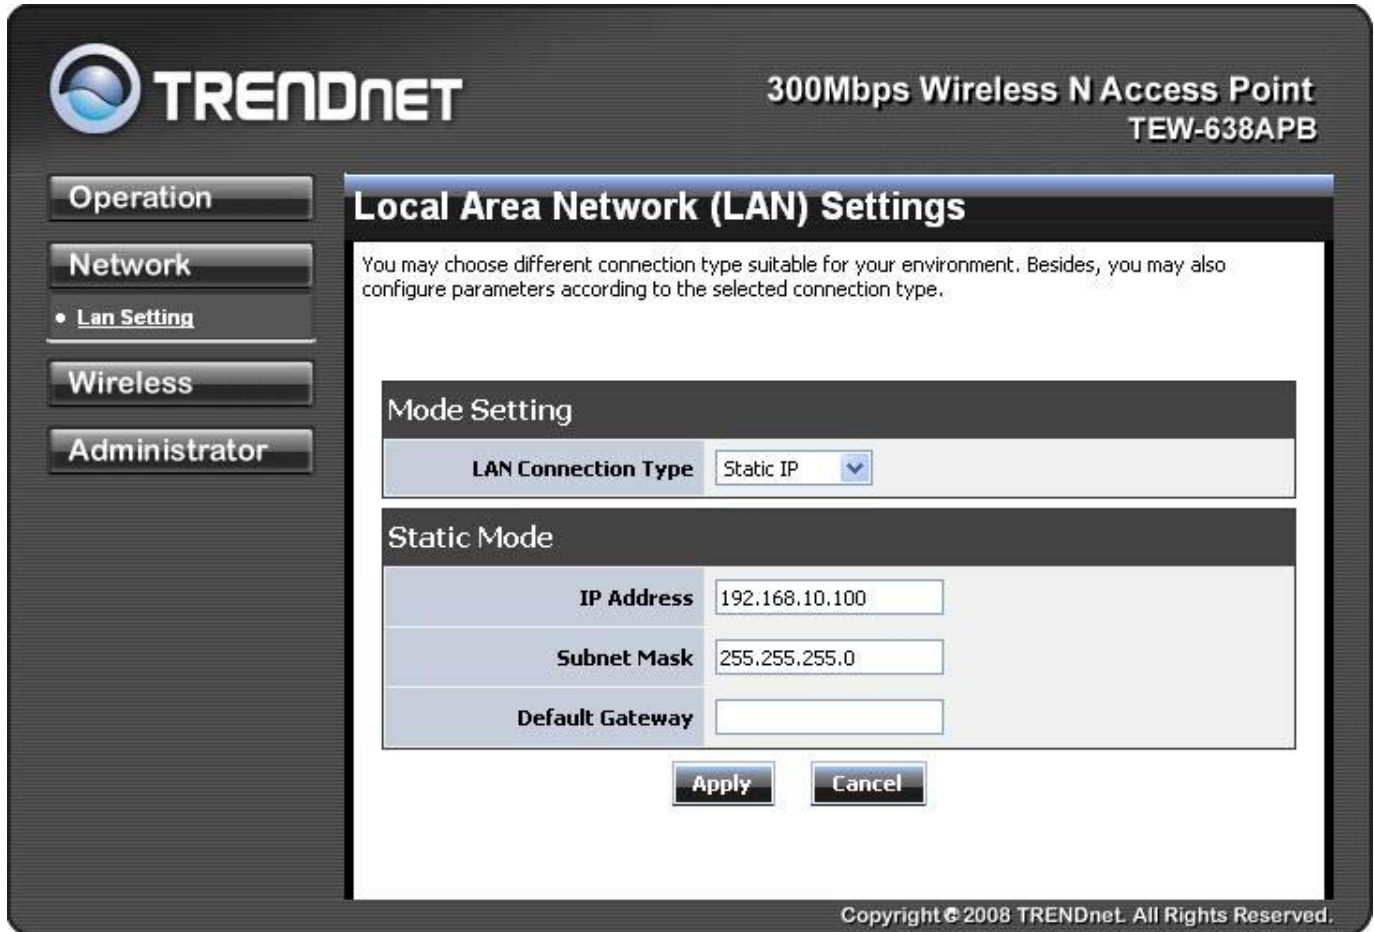 TRENDNET
300Mbps Wireless N Access Point
TEW-638APB
Operation
Network
• Lan Setting
Wireless
Administrator
Local Area Network (LAN) Settings
You may choose different connection type suitable for your environment. Besides, you may also
configure parameters according to the selected connection type.
Mode Setting
LAN Connection Type Static IP
Static Mode
IP Address 192.168.10.100
Subnet Mask 255.255.255.0
Default Gateway
Apply Cancel
Copyright © 2008 TRENDnet. All Rights Reserved.